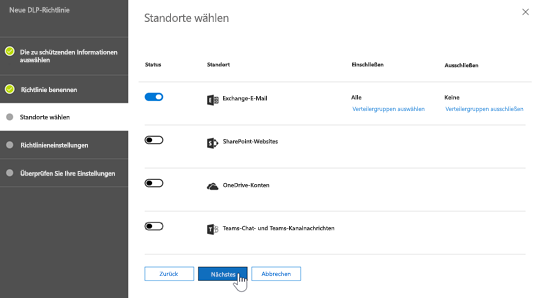 Neue DLP-Richtlinie
Die zu schützenden Informationen
auswählen
Richtlinie benennen
Standorte wählen
Richtlinieneinstellungen
Überprüfen Sie Ihre Einstellungen
Standorte wählen
Status Standort Einschließen Ausschließen
Exchange-E-Mail Alle Keine
Verteilergruppen auswählen Verteilergruppen ausschließen
SharePoint-Websites
OneDrive-Konten
Teams-Chat- und Teams-Kanalnachrichten
Zurück Nächstes Abbrechen